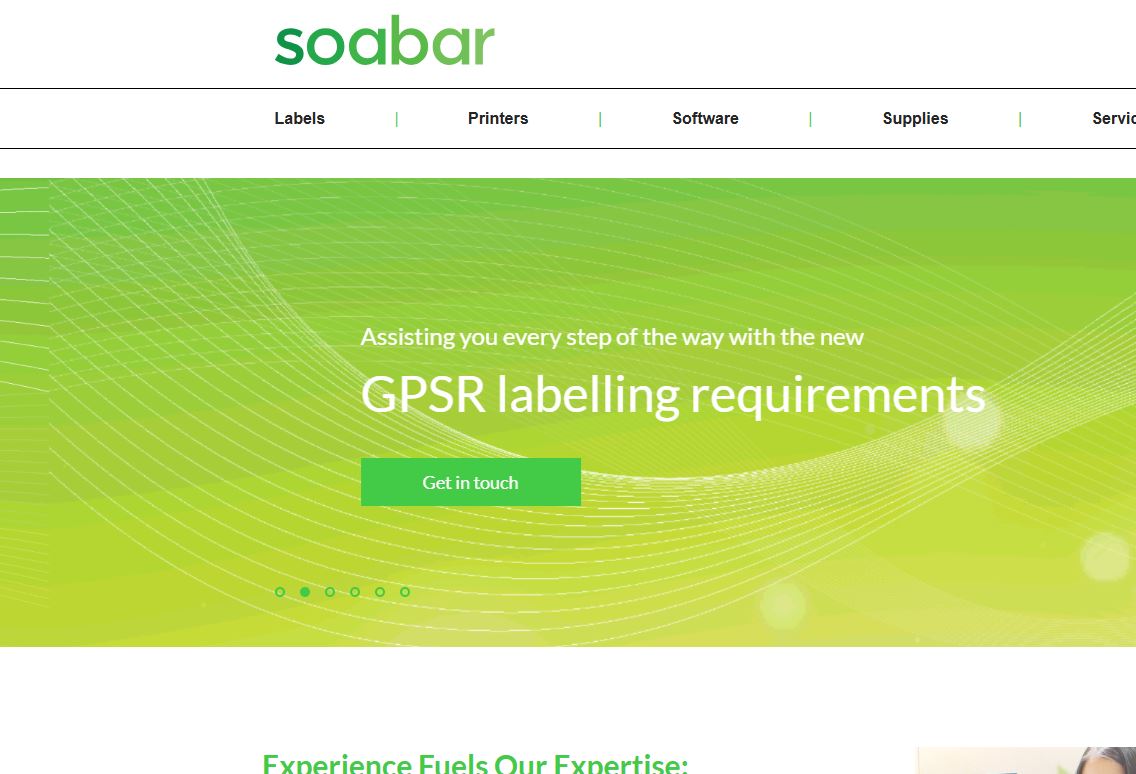 soabar
Labels | Printers | Software | Supplies |
Assisting you every step of the way with the new
GPSR labelling requirements
Get in touch
Experience Fuels Our Expertise: